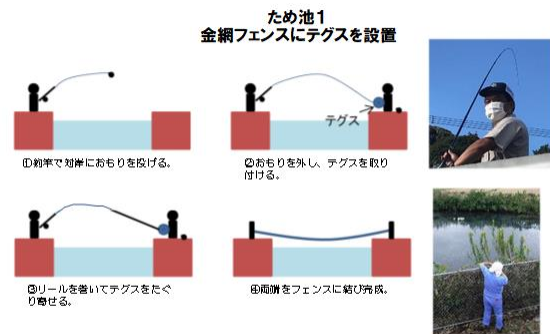 ため池1
金網フェンスにテグスを設置
テグス
①釣竿で対岸におもりを投げる。
②おもりを外し、テグスを取り
付ける。
③リールを巻いてテグスをたぐ
り寄せる。
④両端をフェンスに結び完成。